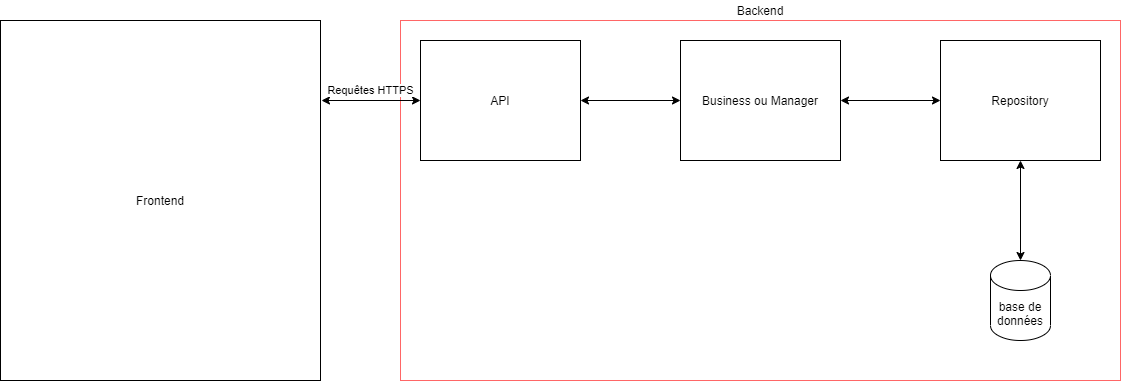 Backend
Requêtes HTTPS
API
Business ou Manager
Repository
Frontend
base de
données